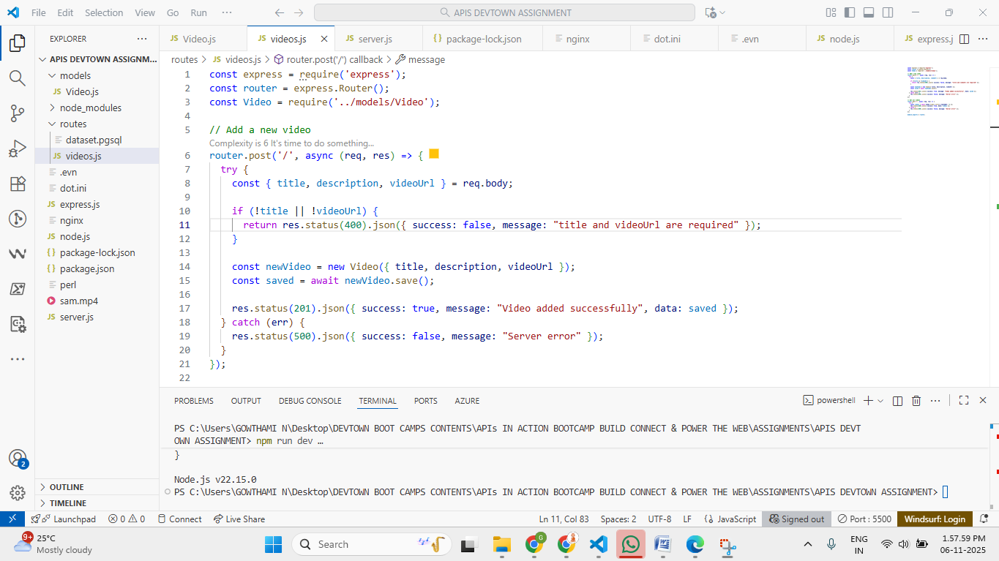 File Edit Selection View Go Run ··· APIS DEVTOWN ASSIGNMENT
EXPLORER ···
APIS DEVTOWN ASSIGNM...
models
JS Video.js
node_modules
routes
dataset.pgsql
JS videos.js
.evn
dot.ini
JS express.js
nginx
JS node.js
{} package-lock.json
{} package.json
perl
sam.mp4
JS server.js
OUTLINE
TIMELINE
2
JS Video.js JS videos.js JS server.js {} package-lock.json nginx dot.ini .evn JS node.js JS express.j ···
routes > JS videos.js > router.post('/') callback > message
1 const express = require('express');
2 const router = express.Router();
3 const Video = require('../models/Video');
4
5 // Add a new video
Complexity is 6 It's time to do something...
6 router.post('/', async (req, res) => {
7 try {
8 const { title, description, videoUrl } = req.body;
9
10 if (!title || !videoUrl) {
11 return res.status(400).json({ success: false, message: "title and videoUrl are required" });
12 }
13
14 const newVideo = new Video({ title, description, videoUrl });
15 const saved = await newVideo.save();
16
17 res.status(201).json({ success: true, message: "Video added successfully", data: saved });
18 } catch (err) {
19 res.status(500).json({ success: false, message: "Server error" });
20 }
21 });
22
PROBLEMS OUTPUT DEBUG CONSOLE TERMINAL PORTS AZURE powershell ···
PS C:\Users\GOWTHAMI N\Desktop\DEVTOWN BOOT CAMPS CONTENTS\APIs IN ACTION BOOTCAMP BUILD CONNECT & POWER THE WEB\ASSIGNMENTS\APIS DEVT
OWN ASSIGNMENT> npm run dev …
}
Node.js v22.15.0
PS C:\Users\GOWTHAMI N\Desktop\DEVTOWN BOOT CAMPS CONTENTS\APIs IN ACTION BOOTCAMP BUILD CONNECT & POWER THE WEB\ASSIGNMENTS\APIS DEVTOWN ASSIGNMENT>
Launchpad 0 0 Connect Live Share Ln 11, Col 83 Spaces: 2 UTF-8 LF {} JavaScript Signed out Port : 5500 Windsurf: Login
9+ 25°C
Mostly cloudy
Search
G
ENG
IN
1.57.59 PM
06-11-2025